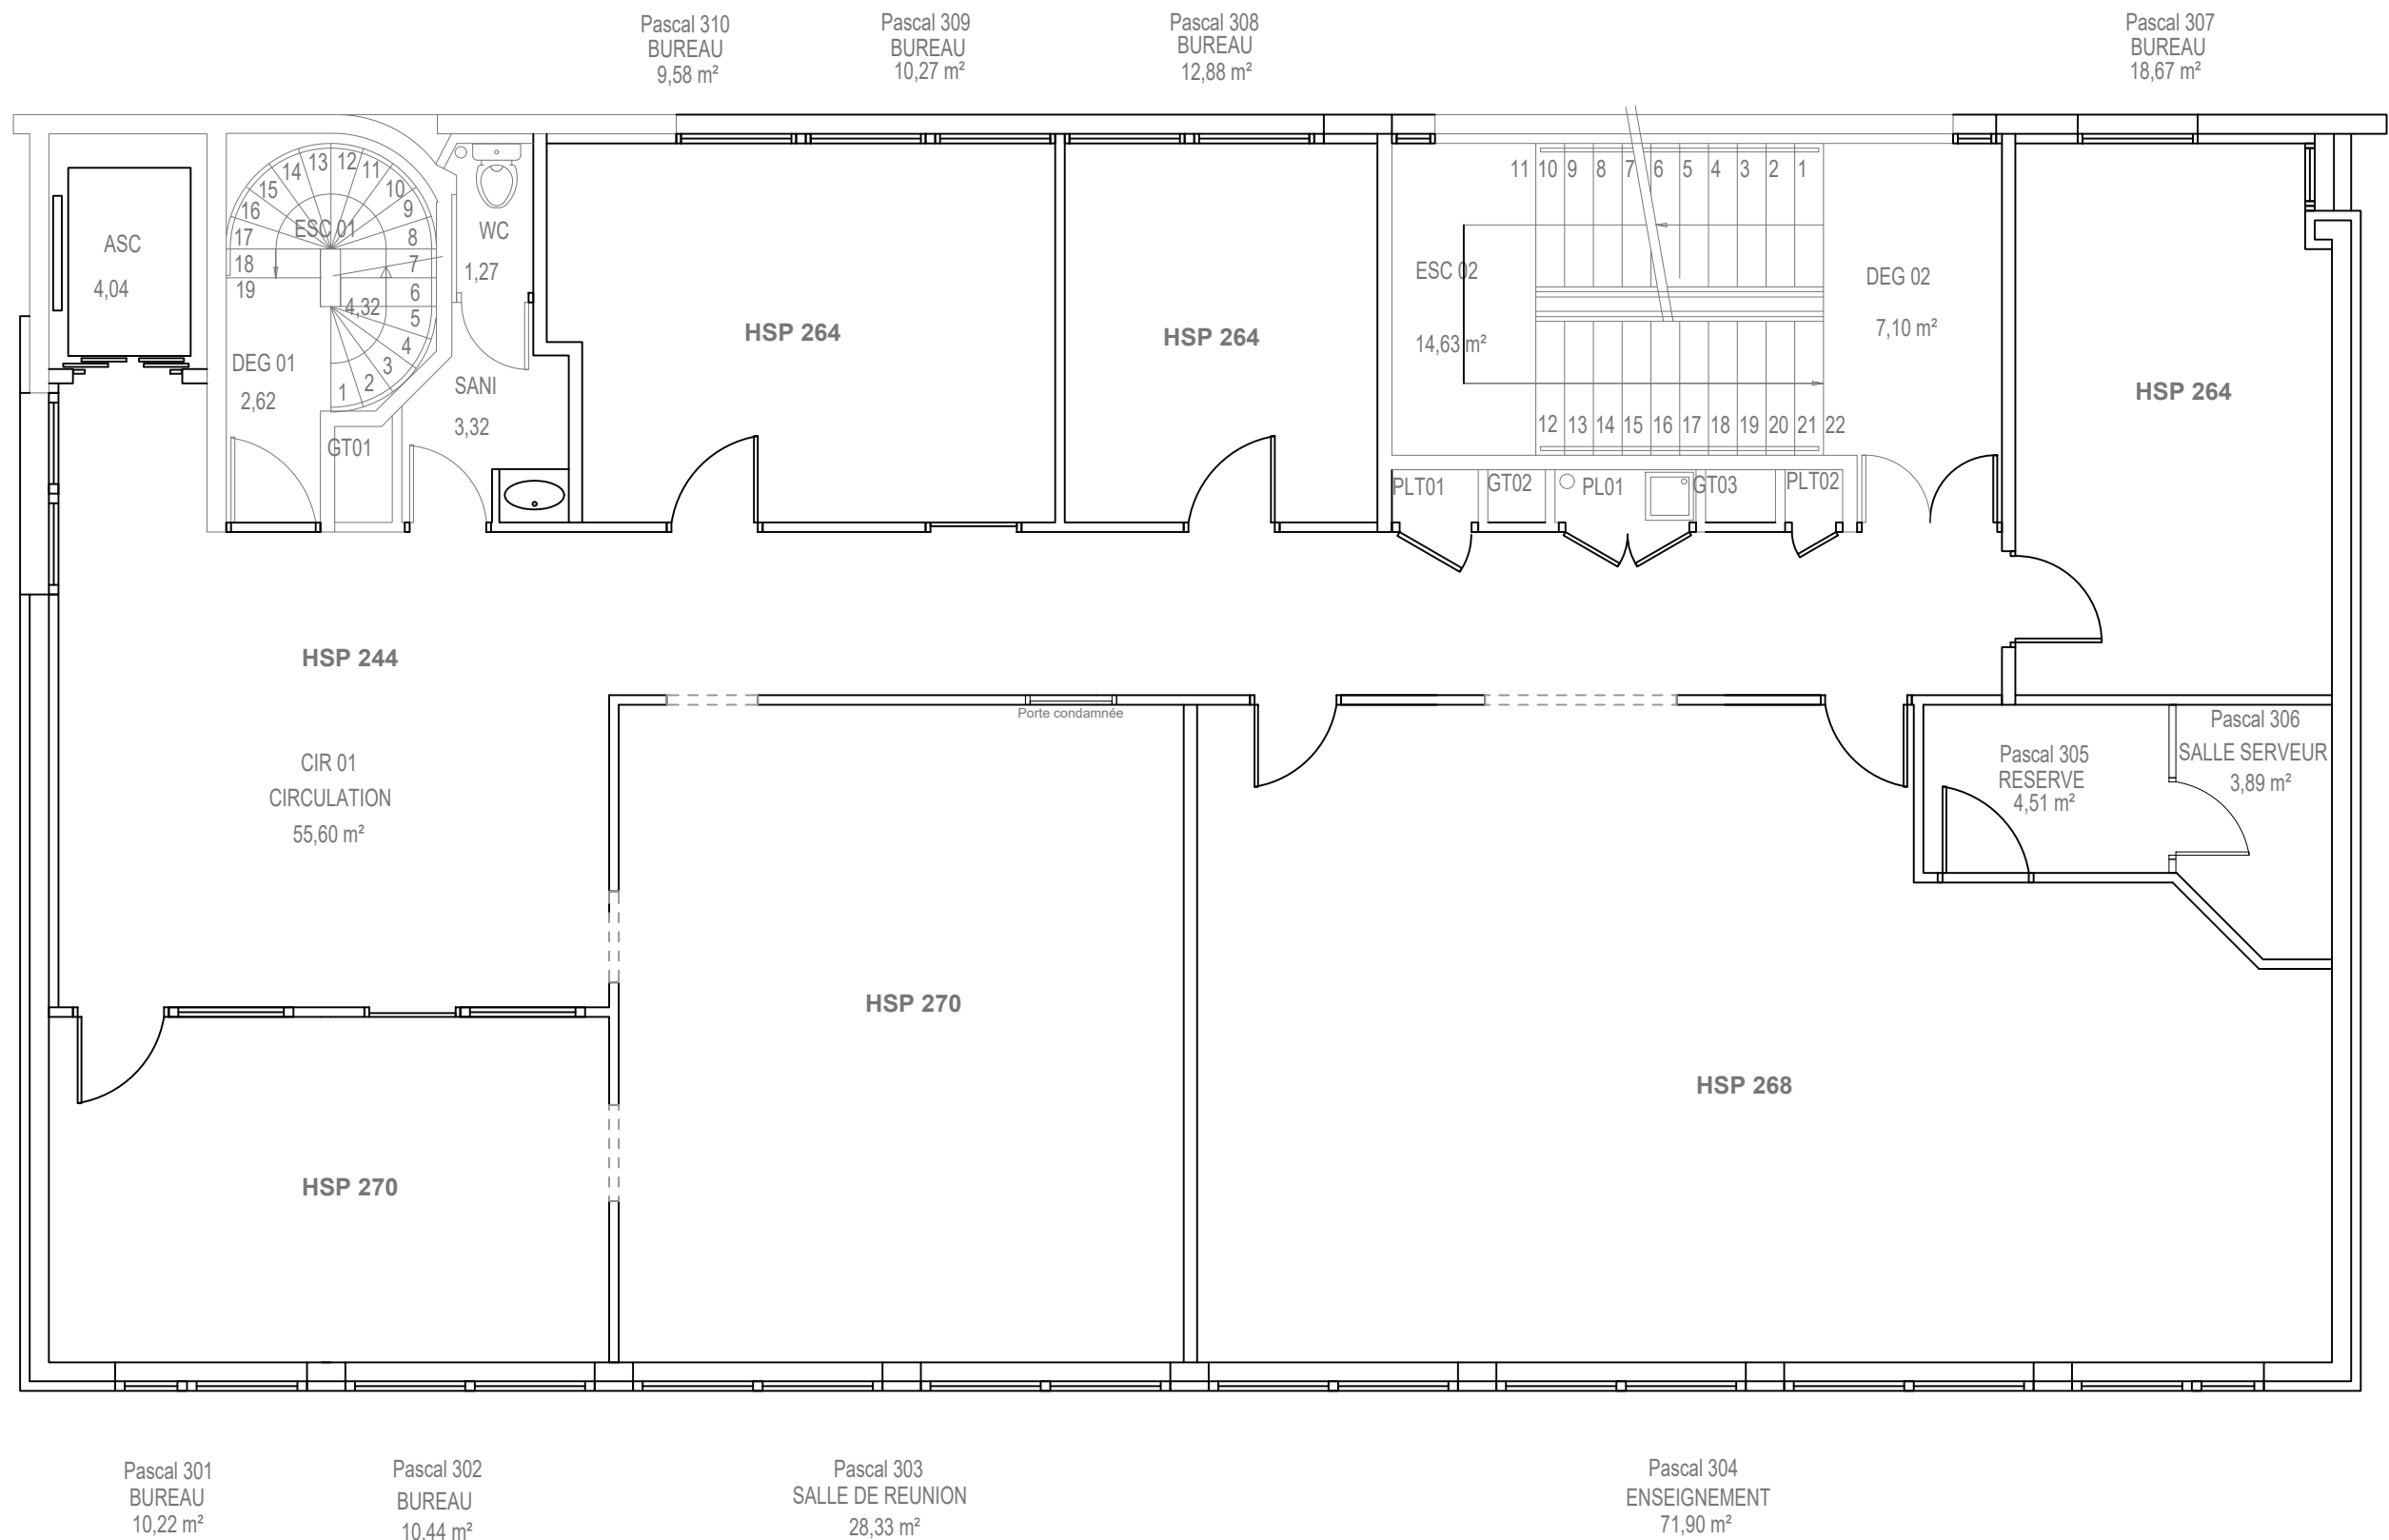 Pascal 310
BUREAU
9,58 m²
Pascal 309
BUREAU
10,27 m²
Pascal 308
BUREAU
12,88 m²
Pascal 307
BUREAU
18,67 m²
ASC
4,04
13
12
14
11
15
10
16
9
ESC 01
17
8
18
7
19
6
4,32
5
4
3
2
1
DEG 01
2,62
GT01
WC
1,27
SANI
3,32
HSP 264
HSP 264
11
10
9
8
7
6
5
4
3
2
1
ESC 02
14,63 m²
12
13
14
15
16
17
18
19
20
21
22
DEG 02
7,10 m²
HSP 264
PLT01
GT02
PL01
GT03
PLT02
HSP 244
CIR 01
CIRCULATION
55,60 m²
Porte condamnée
Pascal 305
RESERVE
4,51 m²
Pascal 306
SALLE SERVEUR
3,89 m²
HSP 270
HSP 270
HSP 268
Pascal 301
BUREAU
10,22 m²
Pascal 302
BUREAU
10,44 m²
Pascal 303
SALLE DE REUNION
28,33 m²
Pascal 304
ENSEIGNEMENT
71,90 m²